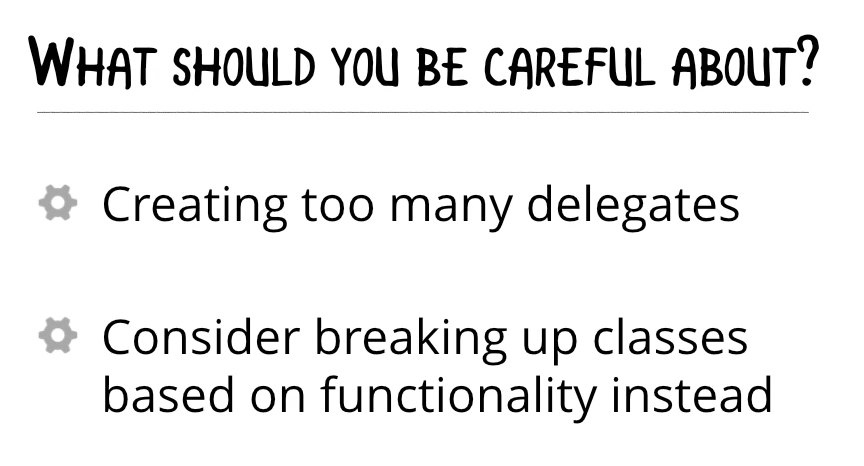 What should you be careful about?
Creating too many delegates
Consider breaking up classes
based on functionality instead